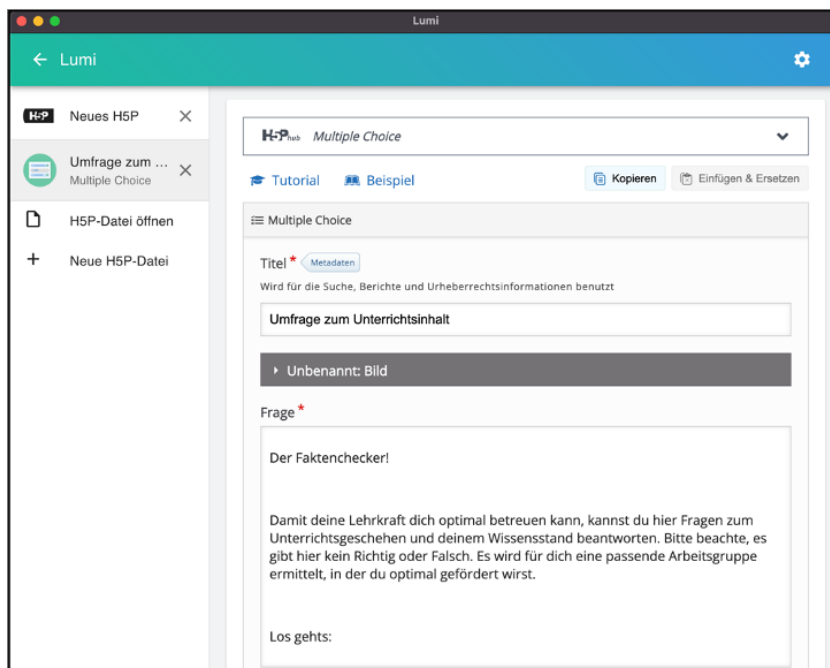 Lumi
Lumi
H5P Neues H5P
Umfrage zum ...
Multiple Choice
H5P-Datei öffnen
Neue H5P-Datei
H5P hub Multiple Choice
Tutorial Beispiel Kopieren Einfügen & Ersetzen
Multiple Choice
Titel * Metadaten
Wird für die Suche, Berichte und Urheberrechtsinformationen benutzt
Umfrage zum Unterrichtsinhalt
Unbenannt: Bild
Frage *
Der Faktenchecker!
Damit deine Lehrkraft dich optimal betreuen kann, kannst du hier Fragen zum
Unterrichtsgeschehen und deinem Wissensstand beantworten. Bitte beachte, es
gibt hier kein Richtig oder Falsch. Es wird für dich eine passende Arbeitsgruppe
ermittelt, in der du optimal gefördert wirst.
Los gehts: